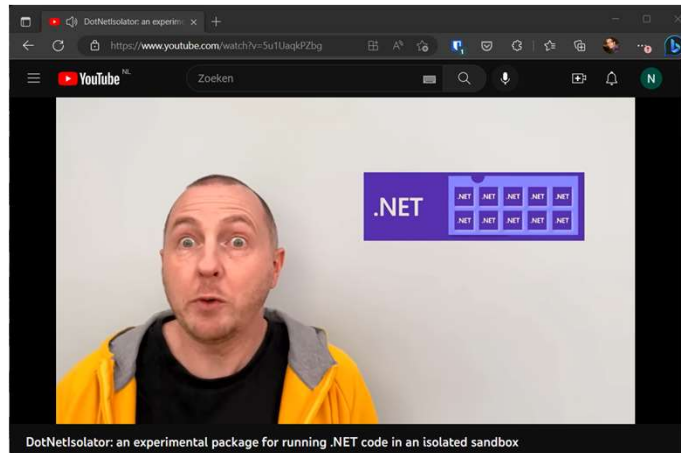 DotNetIsolator: an experime
https://www.youtube.com/watch?v=5u1UaqkPZbg
YouTube NL
Zoeken
N
.NET
.NET .NET .NET .NET .NET
.NET .NET .NET .NET .NET
DotNetIsolator: an experimental package for running .NET code in an isolated sandbox